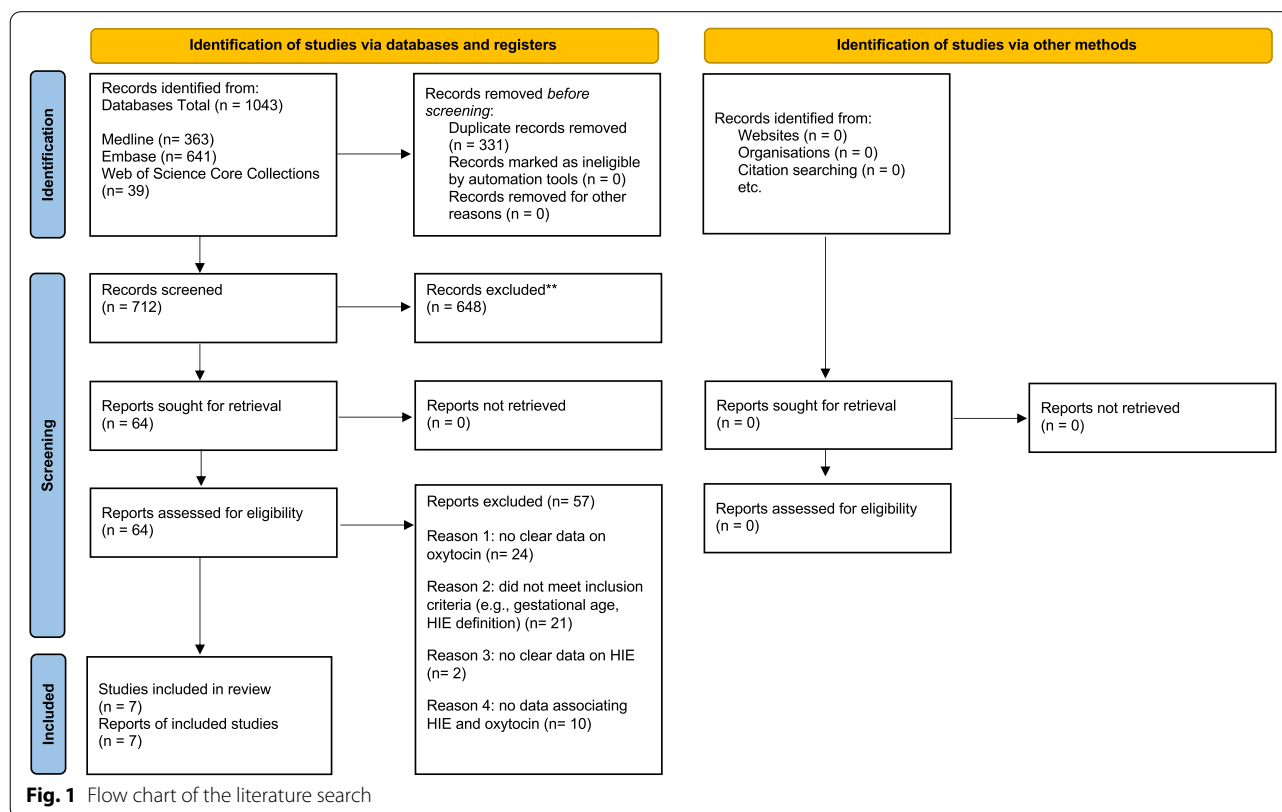 Identification of studies via databases and registers
Identification of studies via other methods
Identification
Records identified from:
Databases Total (n = 1043)
Medline (n= 363)
Embase (n= 641)
Web of Science Core Collections
(n= 39)
Records removed before
screening:
Duplicate records removed
(n = 331)
Records marked as ineligible
by automation tools (n = 0)
Records removed for other
reasons (n = 0)
Records identified from:
Websites (n = 0)
Organisations (n = 0)
Citation searching (n = 0)
etc.
Screening
Records screened
(n = 712)
Records excluded**
(n = 648)
Reports sought for retrieval
(n = 64)
Reports not retrieved
(n = 0)
Reports sought for retrieval
(n = 0)
Reports not retrieved
(n = 0)
Reports assessed for eligibility
(n = 64)
Reports excluded (n= 57)
Reason 1: no clear data on
oxytocin (n= 24)
Reason 2: did not meet inclusion
criteria (e.g., gestational age,
HIE definition) (n= 21)
Reason 3: no clear data on HIE
(n= 2)
Reason 4: no data associating
HIE and oxytocin (n= 10)
Reports assessed for eligibility
(n = 0)
Included
Studies included in review
(n = 7)
Reports of included studies
(n = 7)
Fig. 1 Flow chart of the literature search